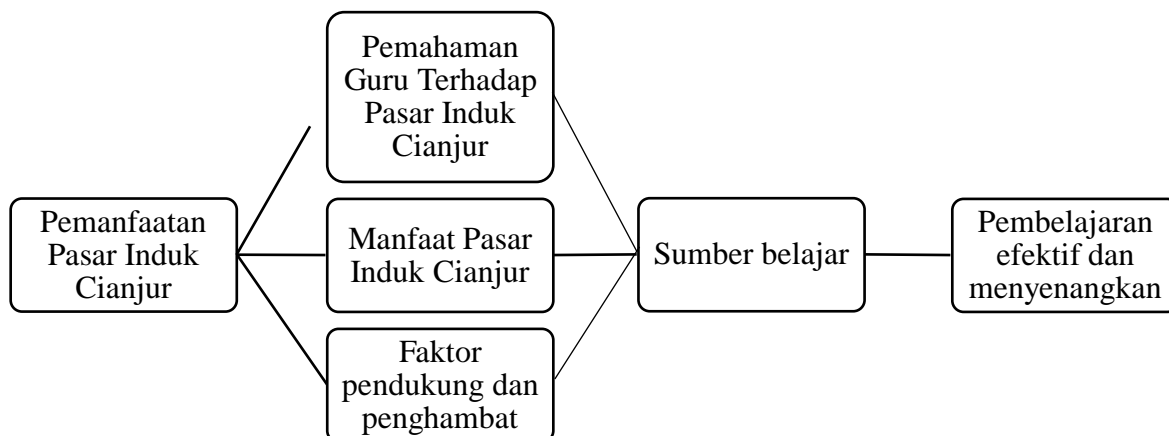 Pemanfaatan
Pasar Induk
Cianjur
Pemahaman
Guru Terhadap
Pasar Induk
Cianjur
Manfaat Pasar
Induk Cianjur
Faktor
pendukung dan
penghambat
Sumber belajar
Pembelajaran
efektif dan
menyenangkan